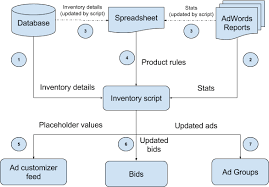 Database
Inventory details
(updated by script)
3
Spreadsheet
Stats
(updated by script)
3
AdWords
Reports
1
4
Product rules
2
Inventory details
Stats
Inventory script
Placeholder values
Updated
bids
Updated ads
5
6
7
Ad customizer
feed
Bids
Ad Groups